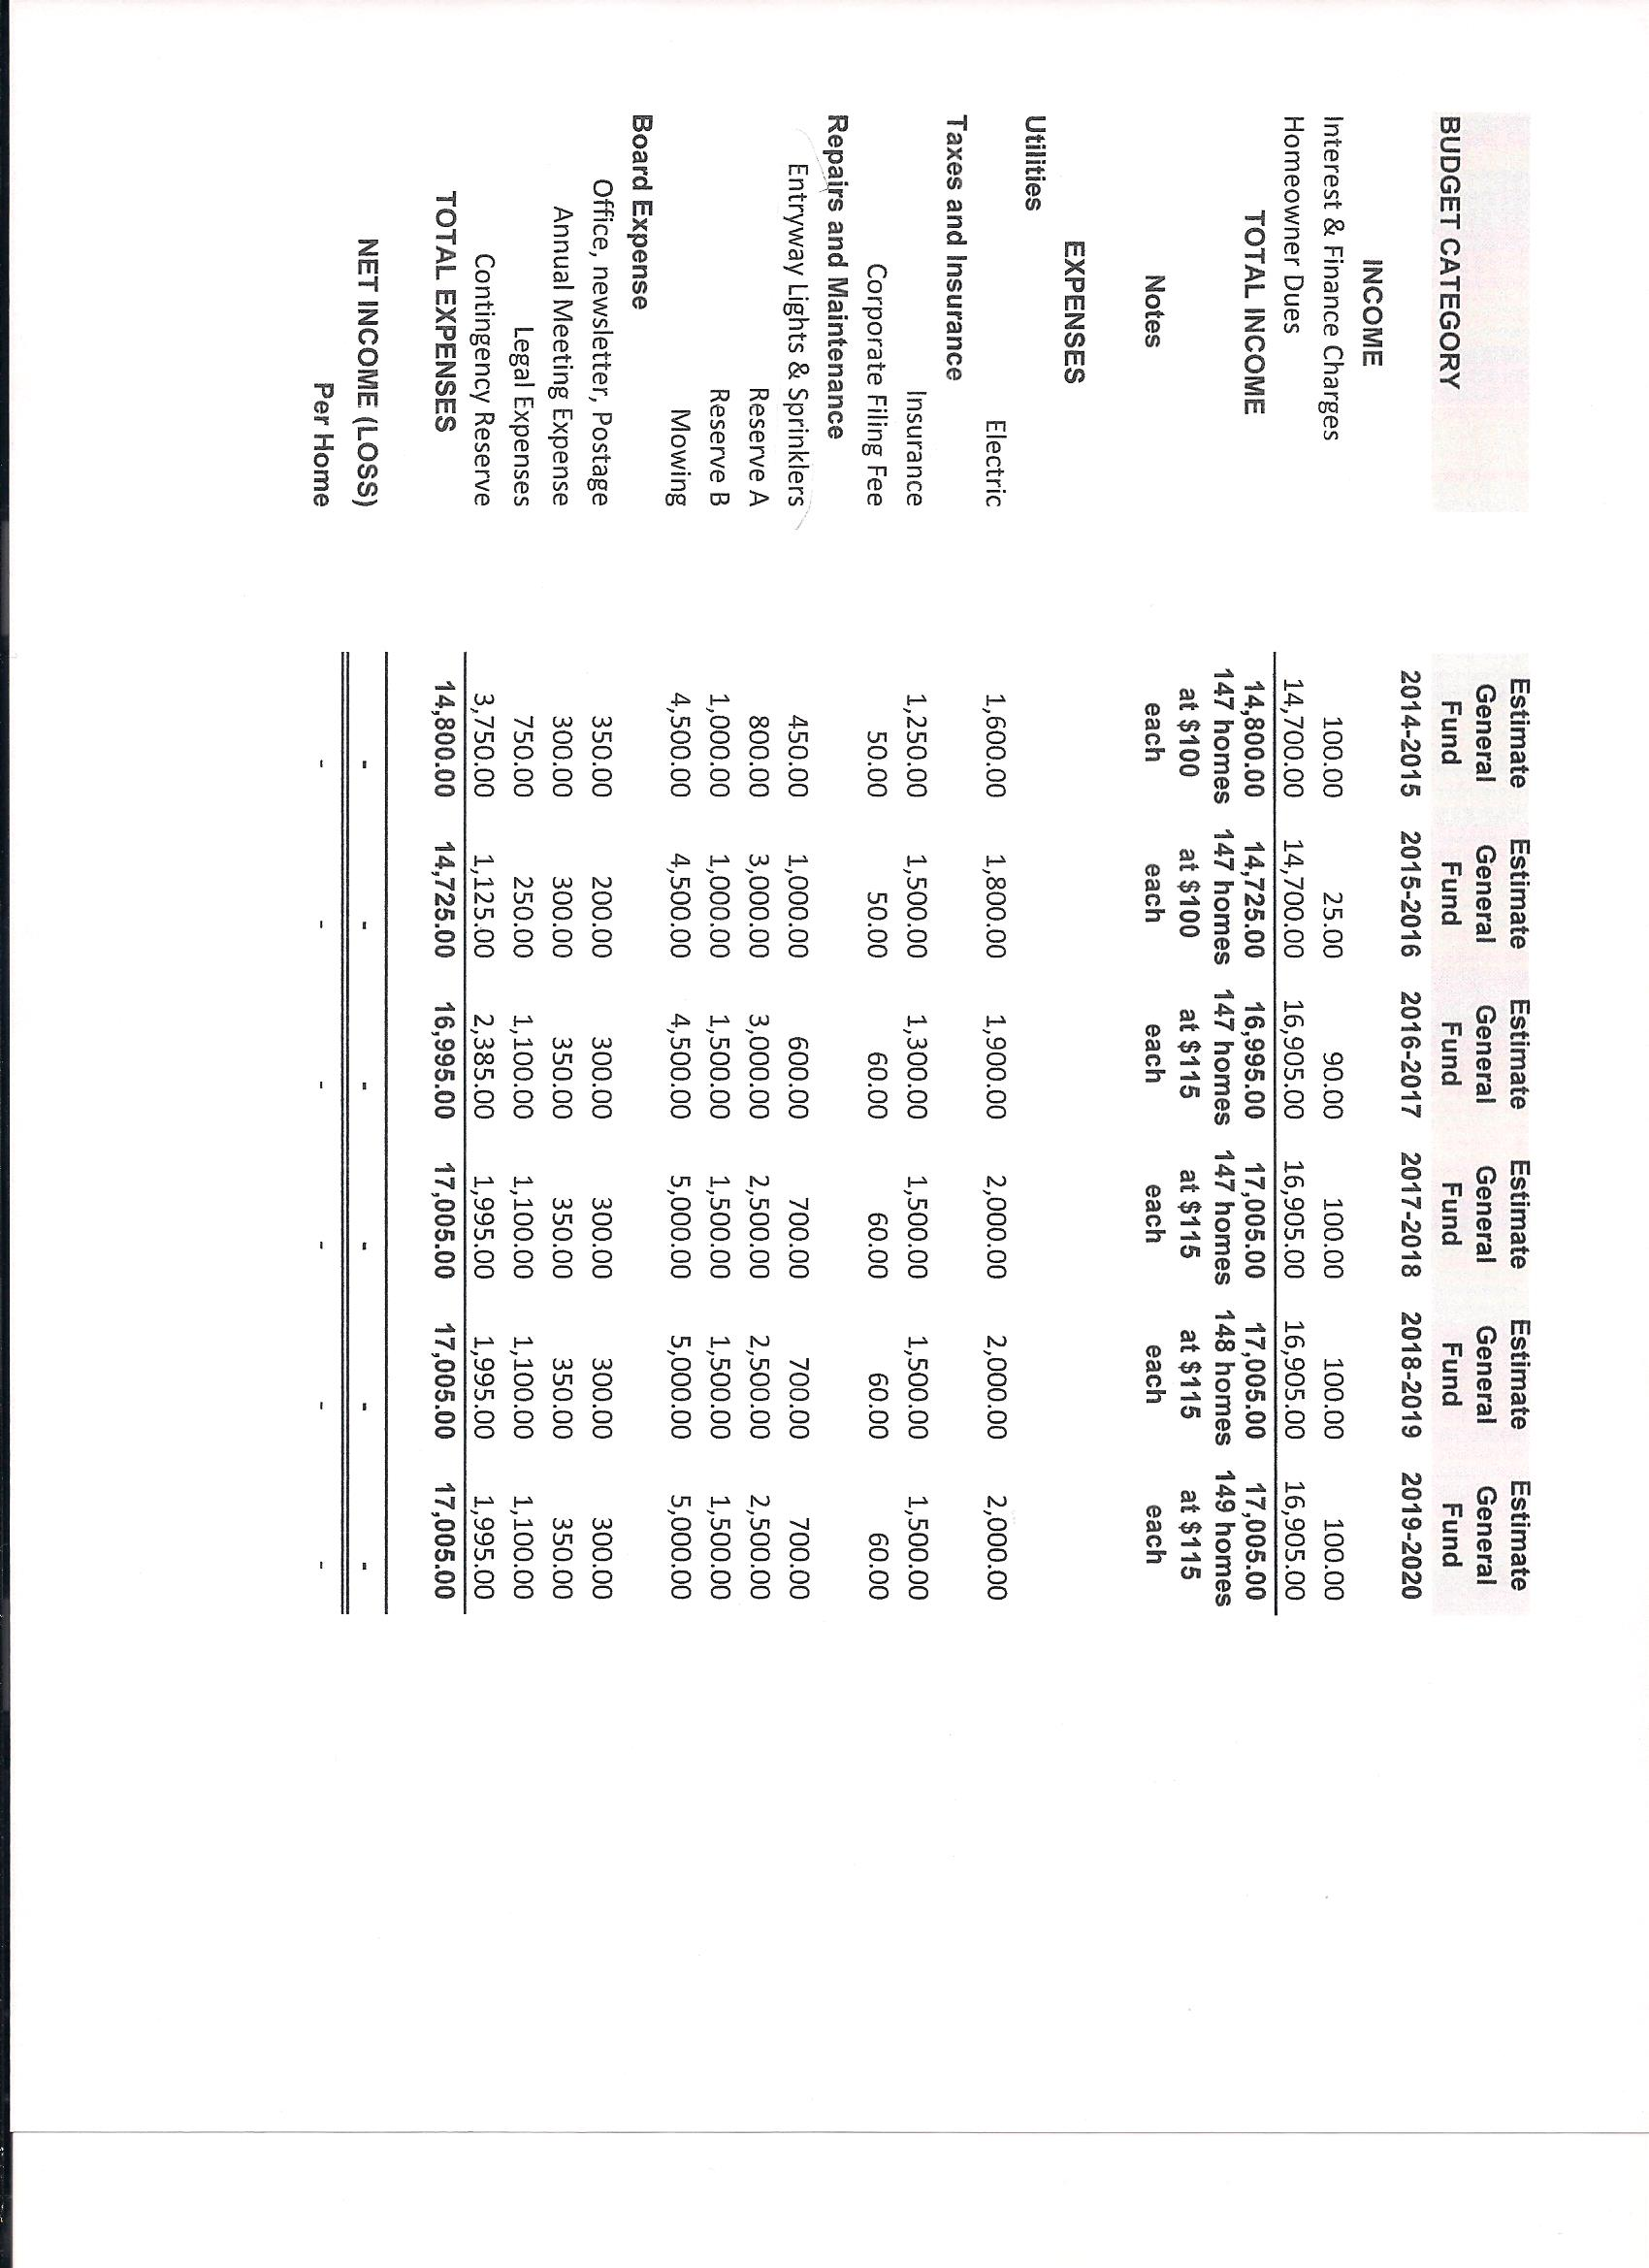 Estimate Estimate Estimate Estimate Estimate Estimate
General General General General General General
BUDGET CATEGORY Fund Fund Fund Fund Fund Fund
2014-2015 2015-2016 2016-2017 2017-2018 2018-2019 2019-2020
INCOME
Interest & Finance Charges 100.00 25.00 90.00 100.00 100.00 100.00
Homeowner Dues 14,700.00 14,700.00 16,905.00 16,905.00 16,905.00 16,905.00
TOTAL INCOME 14,800.00 14,725.00 16,995.00 17,005.00 17,005.00 17,005.00
147 homes 147 homes 147 homes 147 homes 148 homes 149 homes
at $100 at $100 at $115 at $115 at $115 at $115
Notes each each each each each each
EXPENSES
Utilities
Electric 1,600.00 1,800.00 1,900.00 2,000.00 2,000.00 2,000.00
Taxes and Insurance
Insurance 1,250.00 1,500.00 1,300.00 1,500.00 1,500.00 1,500.00
Corporate Filing Fee 50.00 50.00 60.00 60.00 60.00 60.00
Repairs and Maintenance
Entryway Lights & Sprinklers 450.00 1,000.00 600.00 700.00 700.00 700.00
Reserve A 800.00 3,000.00 3,000.00 2,500.00 2,500.00 2,500.00
Reserve B 1,000.00 1,000.00 1,500.00 1,500.00 1,500.00 1,500.00
Mowing 4,500.00 4,500.00 4,500.00 5,000.00 5,000.00 5,000.00
Board Expense
Office, newsletter, Postage 350.00 200.00 300.00 300.00 300.00 300.00
Annual Meeting Expense 300.00 300.00 350.00 350.00 350.00 350.00
Legal Expenses 750.00 250.00 1,100.00 1,100.00 1,100.00 1,100.00
Contingency Reserve 3,750.00 1,125.00 2,385.00 1,995.00 1,995.00 1,995.00
TOTAL EXPENSES 14,800.00 14,725.00 16,995.00 17,005.00 17,005.00 17,005.00
NET INCOME (LOSS) - - - - - -
Per Home - - - - - -